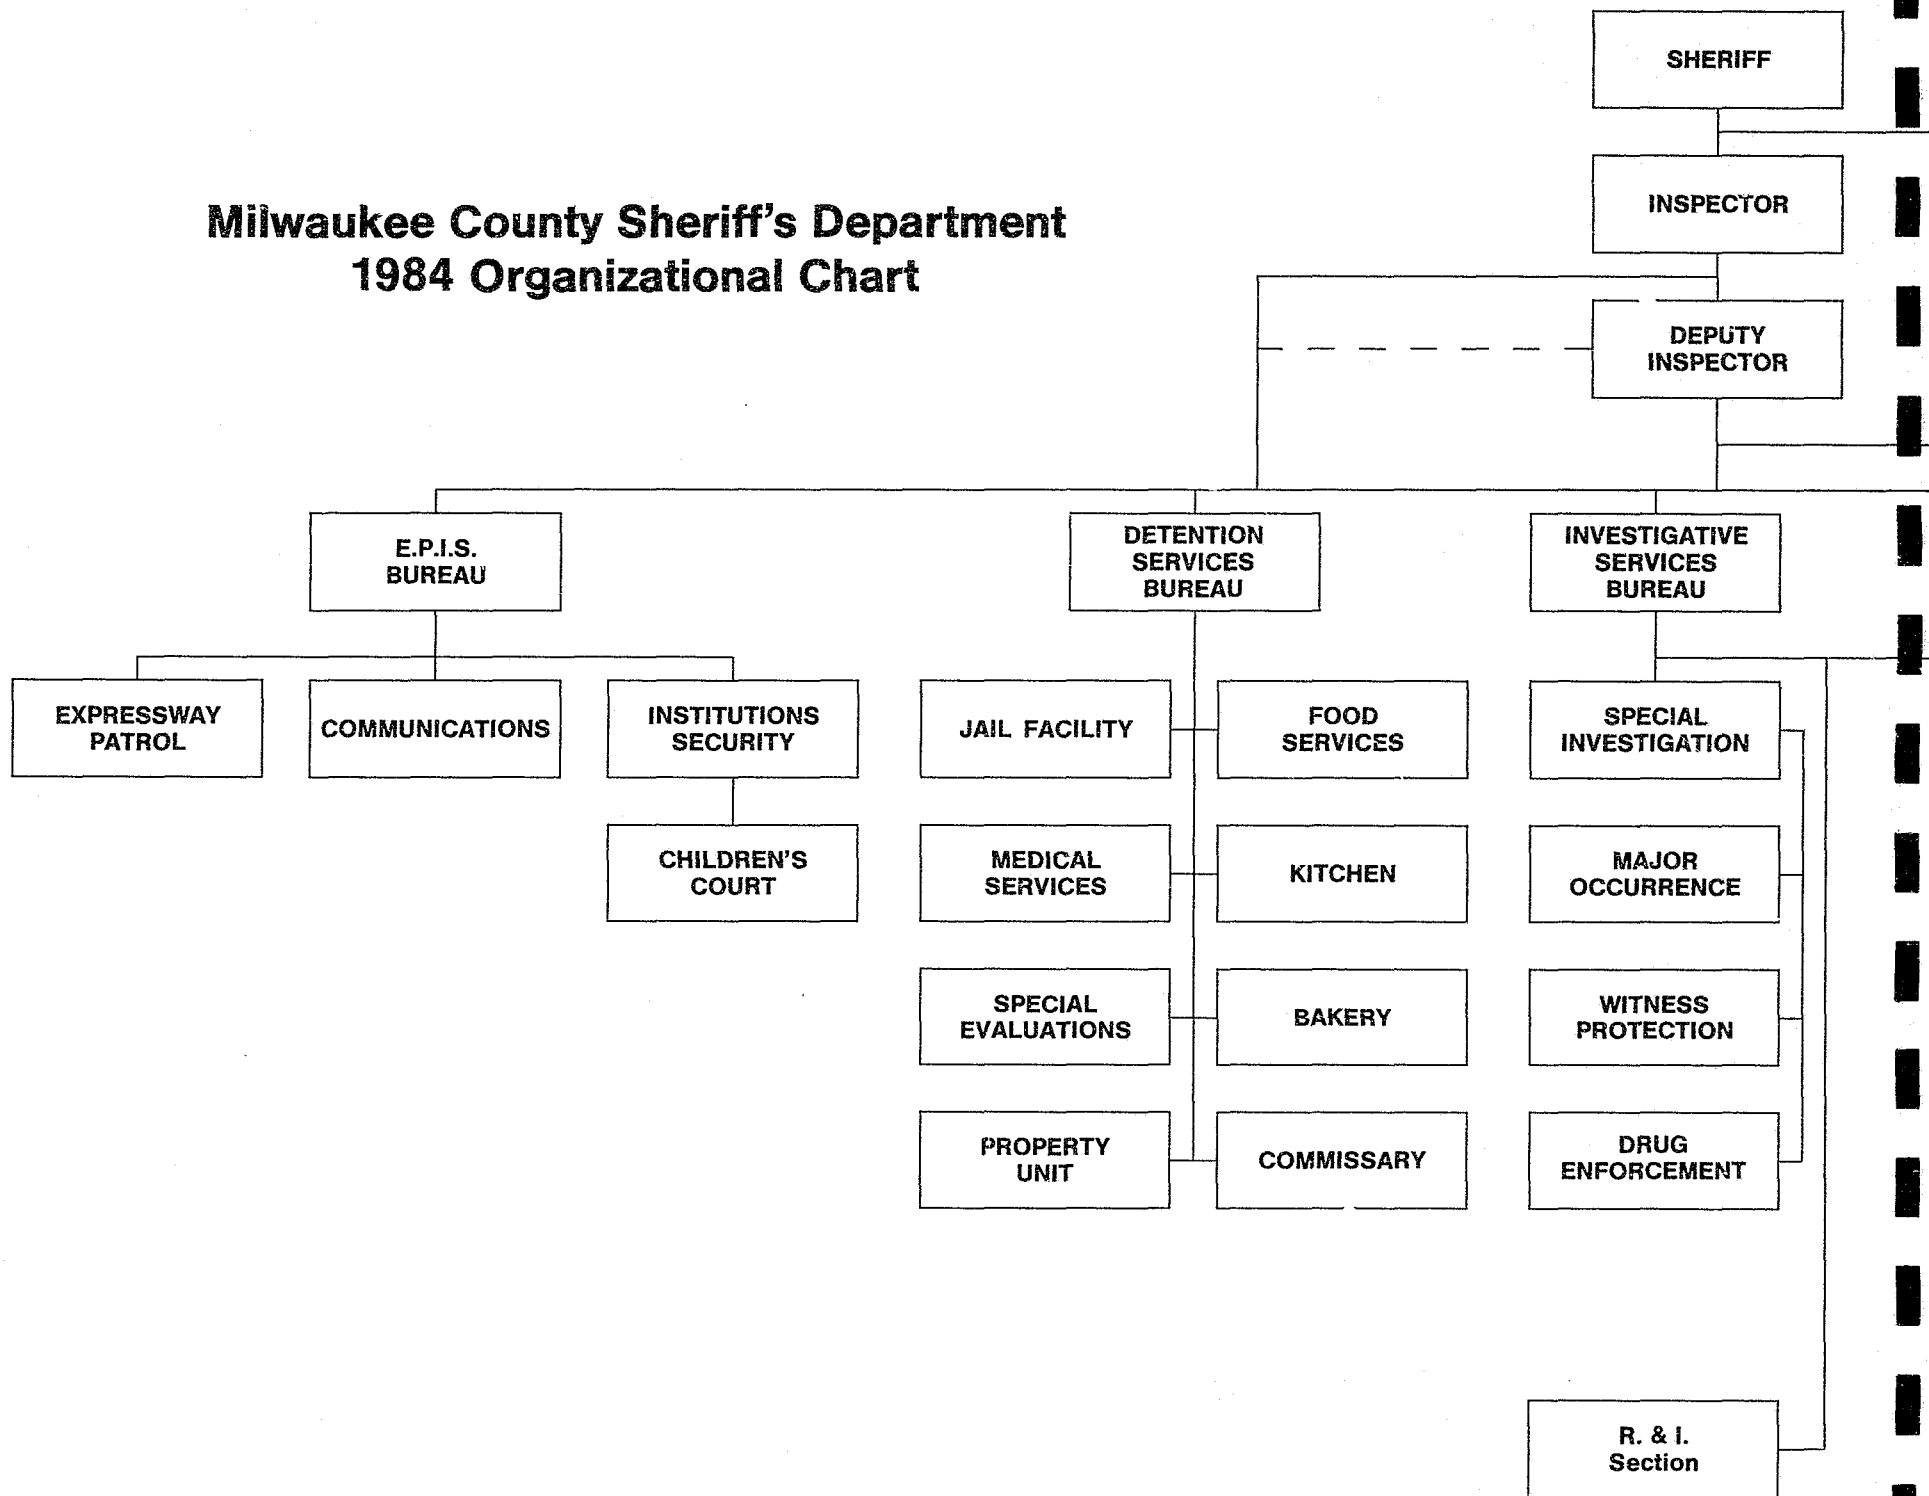 SHERIFF
INSPECTOR
Milwaukee County Sheriff's Department
1984 Organizational Chart
DEPUTY
INSPECTOR
E.P.I.S.
BUREAU
DETENTION
SERVICES
BUREAU
INVESTIGATIVE
SERVICES
BUREAU
EXPRESSWAY
PATROL
COMMUNICATIONS
INSTITUTIONS
SECURITY
JAIL FACILITY
FOOD
SERVICES
SPECIAL
INVESTIGATION
CHILDREN'S
COURT
MEDICAL
SERVICES
KITCHEN
MAJOR
OCCURRENCE
SPECIAL
EVALUATIONS
BAKERY
WITNESS
PROTECTION
PROPERTY
UNIT
COMMISSARY
DRUG
ENFORCEMENT
R. & I.
Section